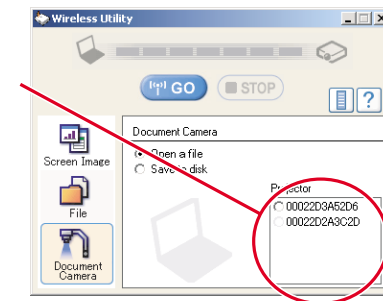 Wireless Utility
GO
STOP
?
Document Camera
Open a file
Save to disk
Screen Image
File
Document
Camera
Projector
00022D3A52D6
00022D2A3C2D